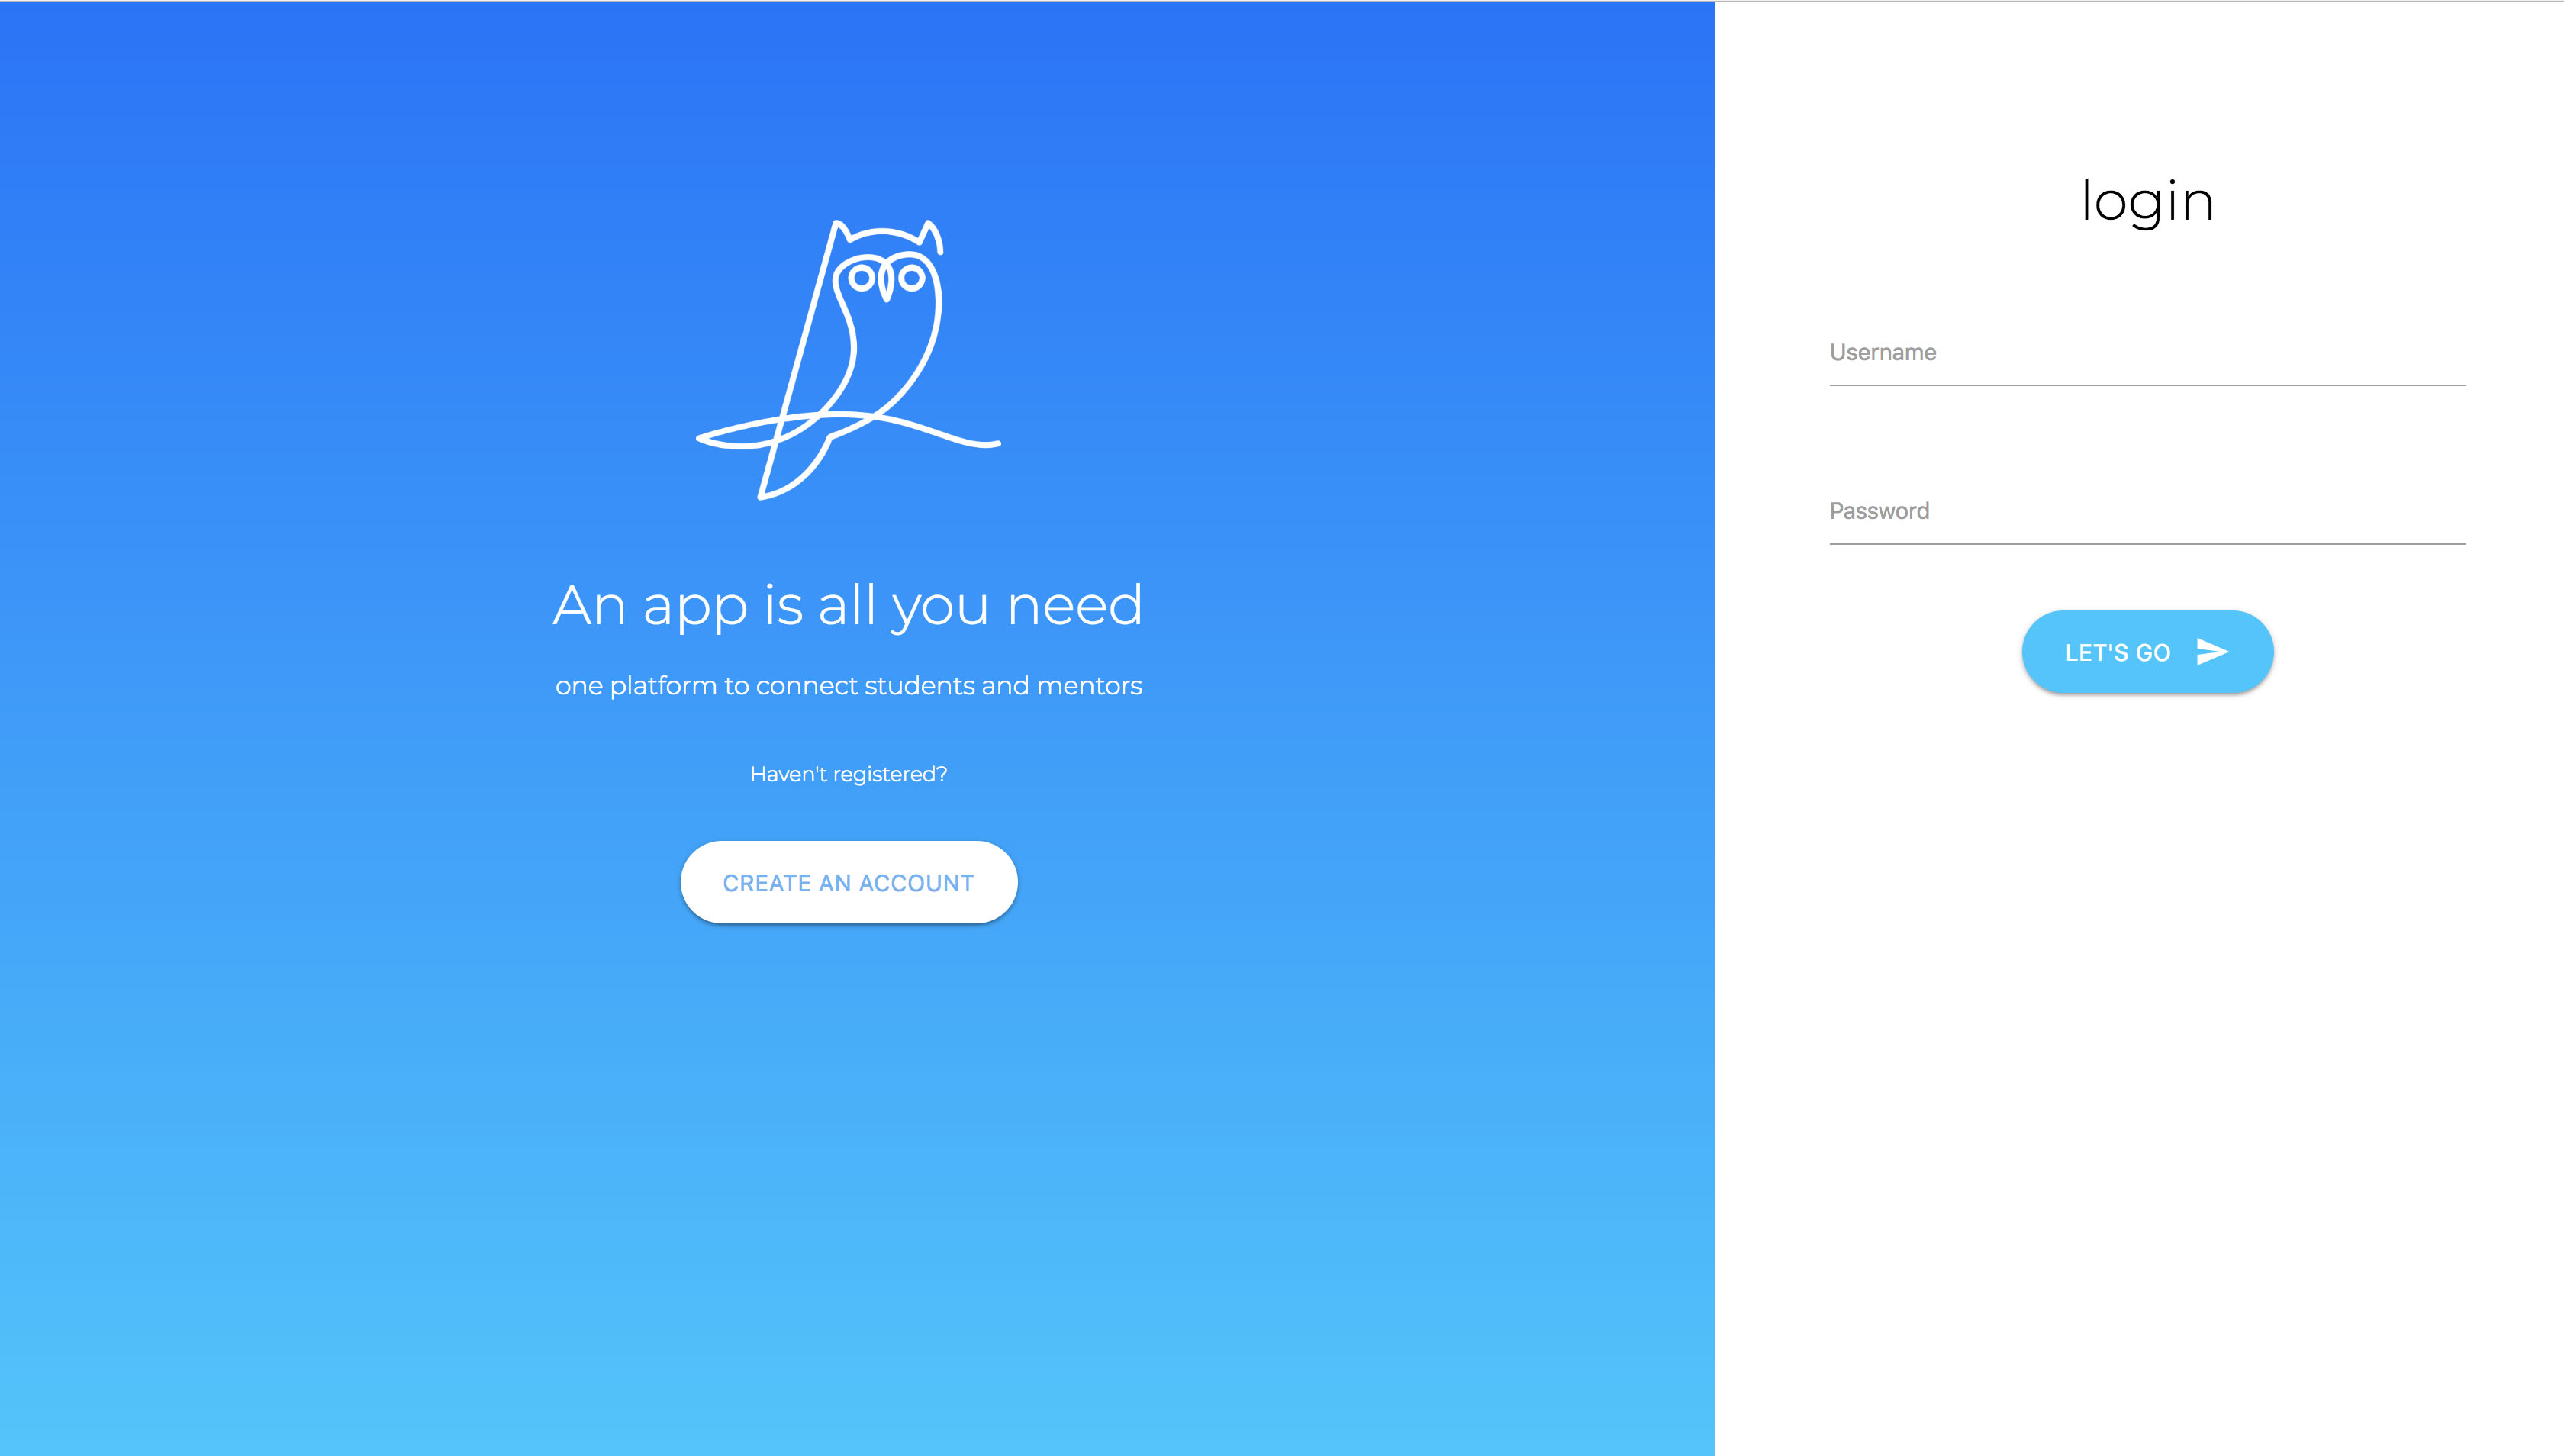 An app is all you need
one platform to connect students and mentors
Haven't registered?
CREATE AN ACCOUNT
login
Username
Password
LET'S GO